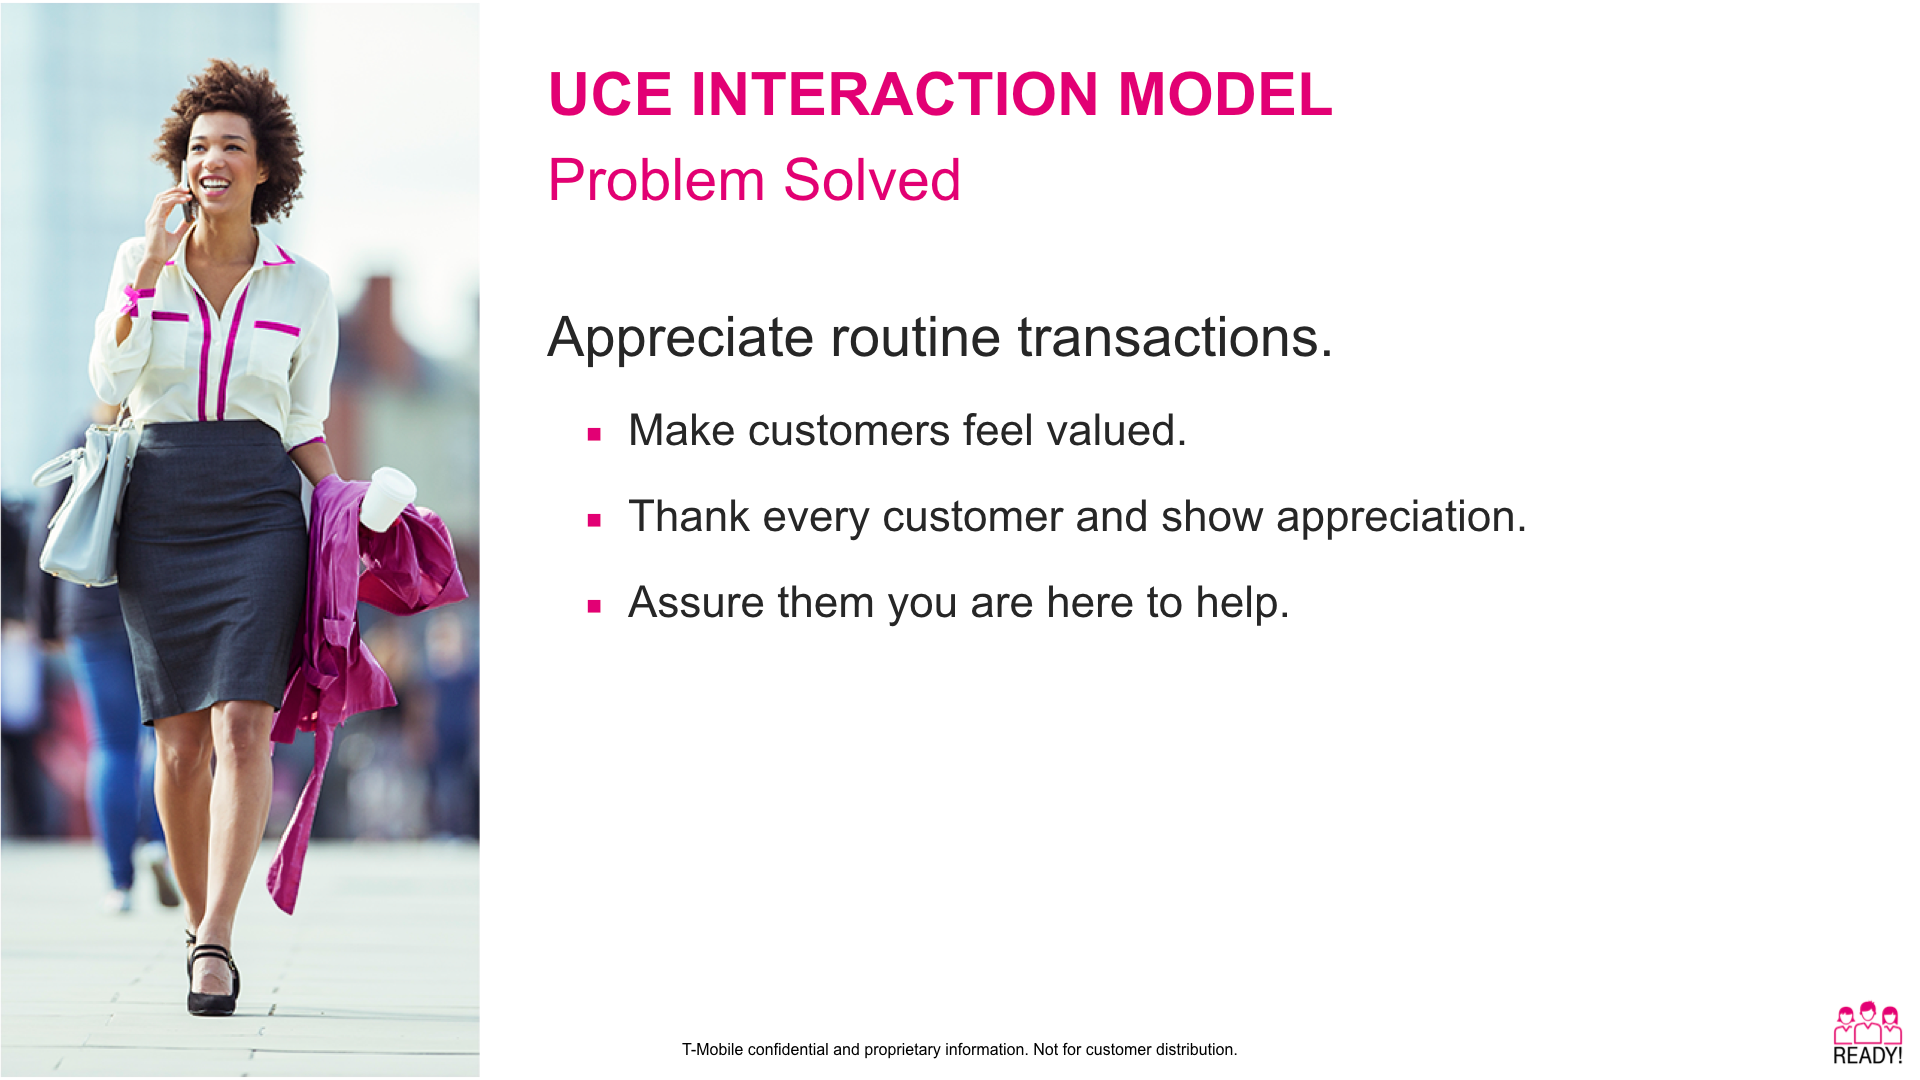 UCE INTERACTION MODEL
Problem Solved
Appreciate routine transactions.
▪ Make customers feel valued.
▪ Thank every customer and show appreciation.
▪ Assure them you are here to help.
T-Mobile confidential and proprietary information. Not for customer distribution.
READY!